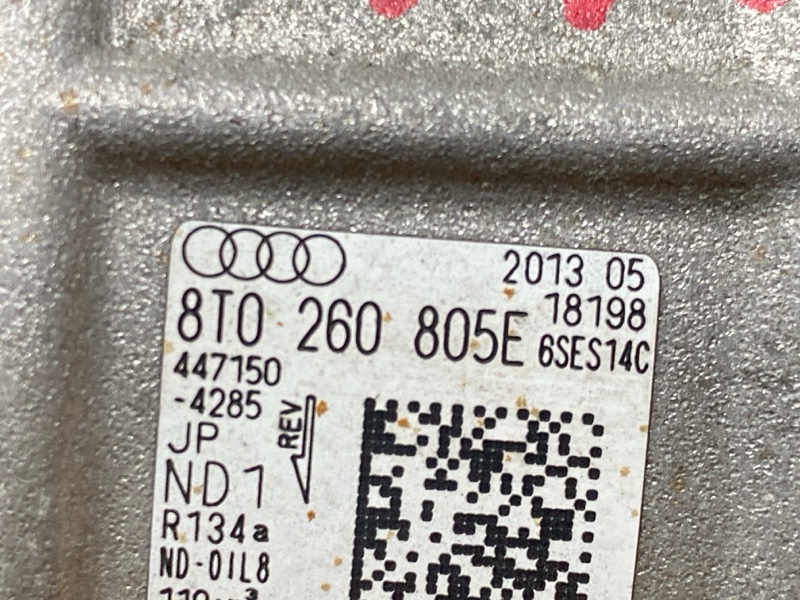 2013 05
18198
8T0 260 805E 6SES14C
447150
-4285
REV
JP
ND1
R134a
ND-OIL8